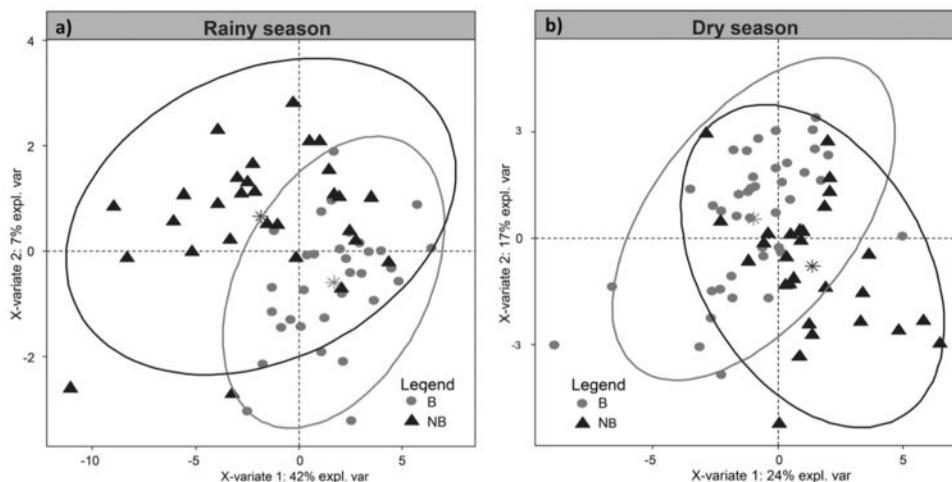 a) Rainy season
4
2
0
-2
X-variate 2: 7% expl. var
Legend
B
NB
-10 -5 0 5
X-variate 1: 42% expl. var
b) Dry season
3
0
-3
X-variate 2: 17% expl. var
Legend
B
NB
-5 0 5
X-variate 1: 24% expl. var